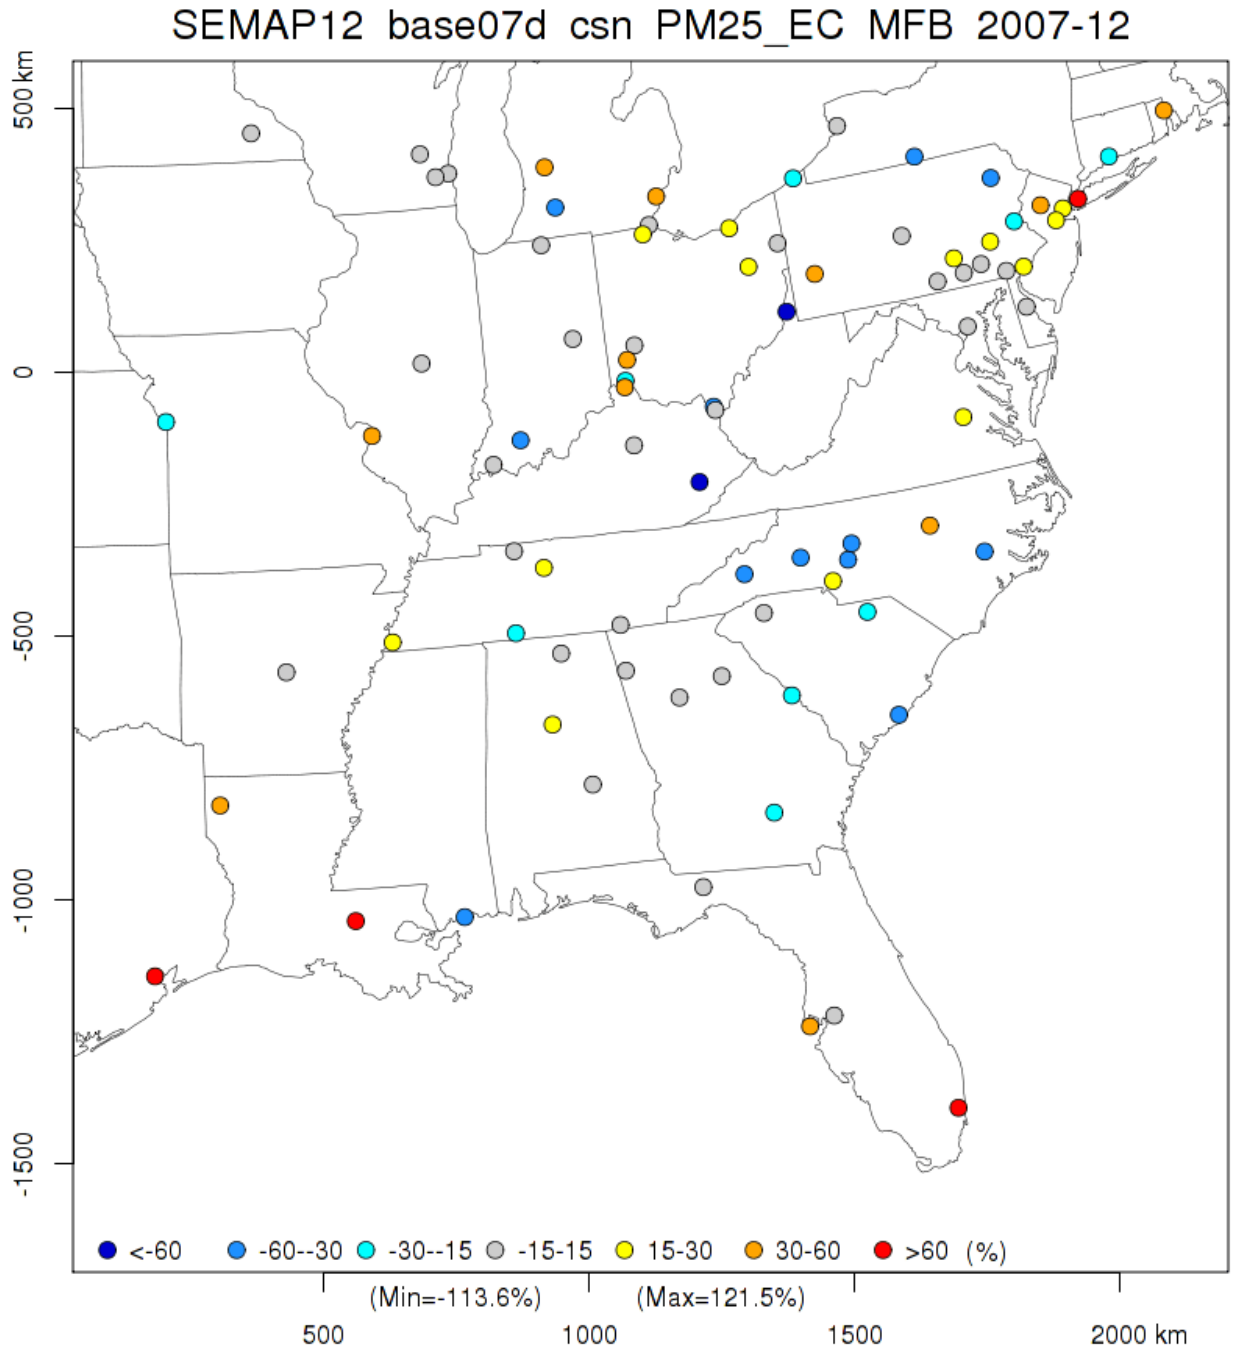 SEMAP12 base07d csn PM25_EC MFB 2007-12
500 km
0
-500
-1000
-1500
<-60 -60--30 -30--15 -15-15 15-30 30-60 >60 (%)
(Min=-113.6%) (Max=121.5%)
500 1000 1500 2000 km